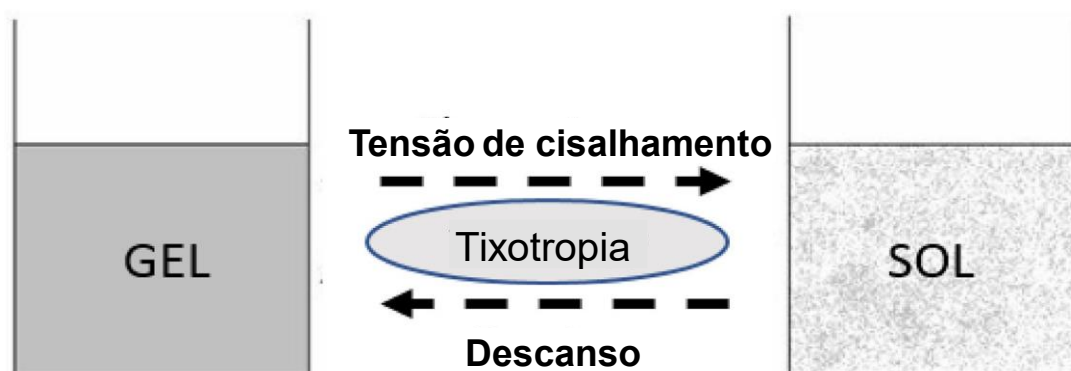 Tensão de cisalhamento
GEL
Tixotropia
SOL
Descanso